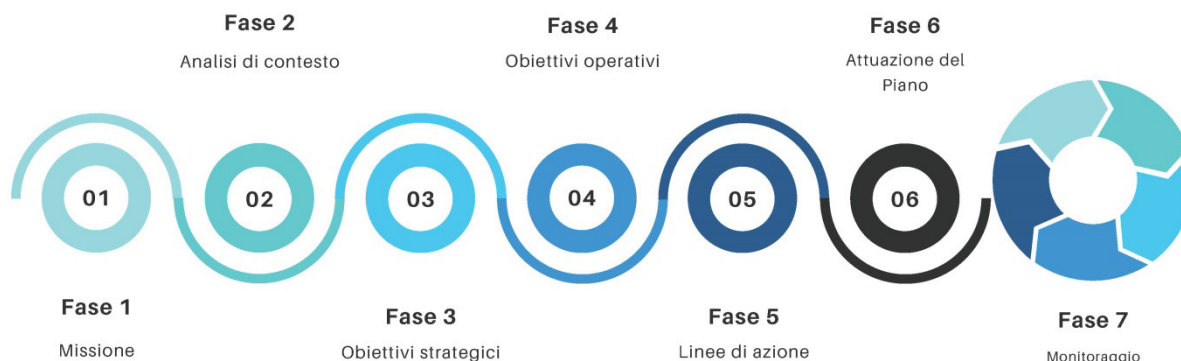 Fase 2
Analisi di contesto
Fase 4
Obiettivi operativi
Fase 6
Attuazione del
Piano
01
02
03
04
05
06
Fase 1
Missione
Fase 3
Obiettivi strategici
Fase 5
Linee di azione
Fase 7
Monitoraggio